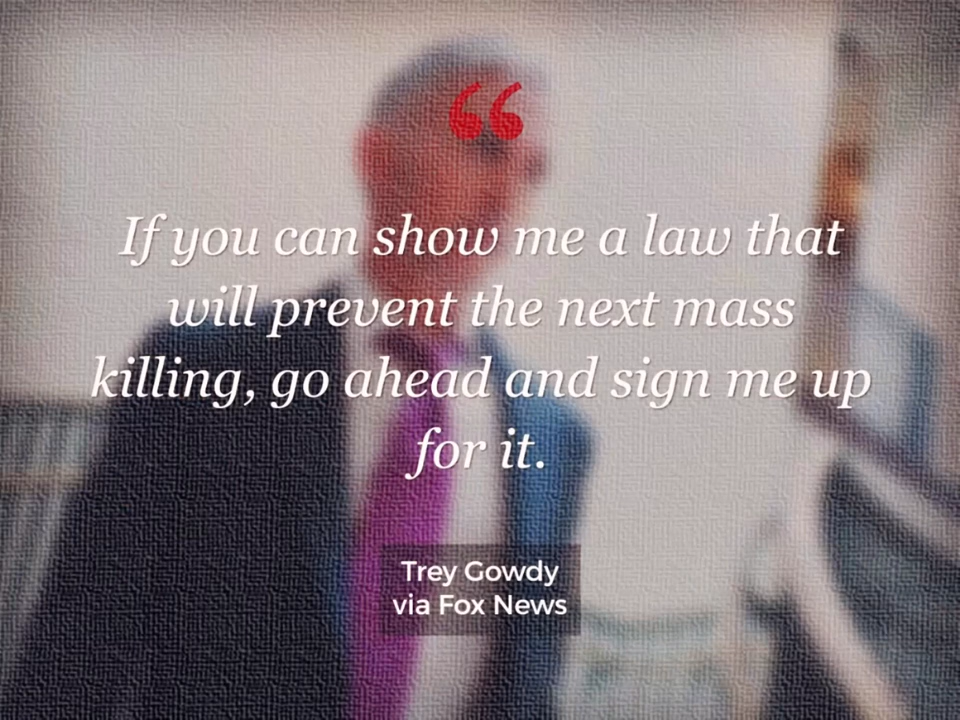 “
If you can show me a law that
will prevent the next mass
killing, go ahead and sign me up
for it.
Trey Gowdy
via Fox News